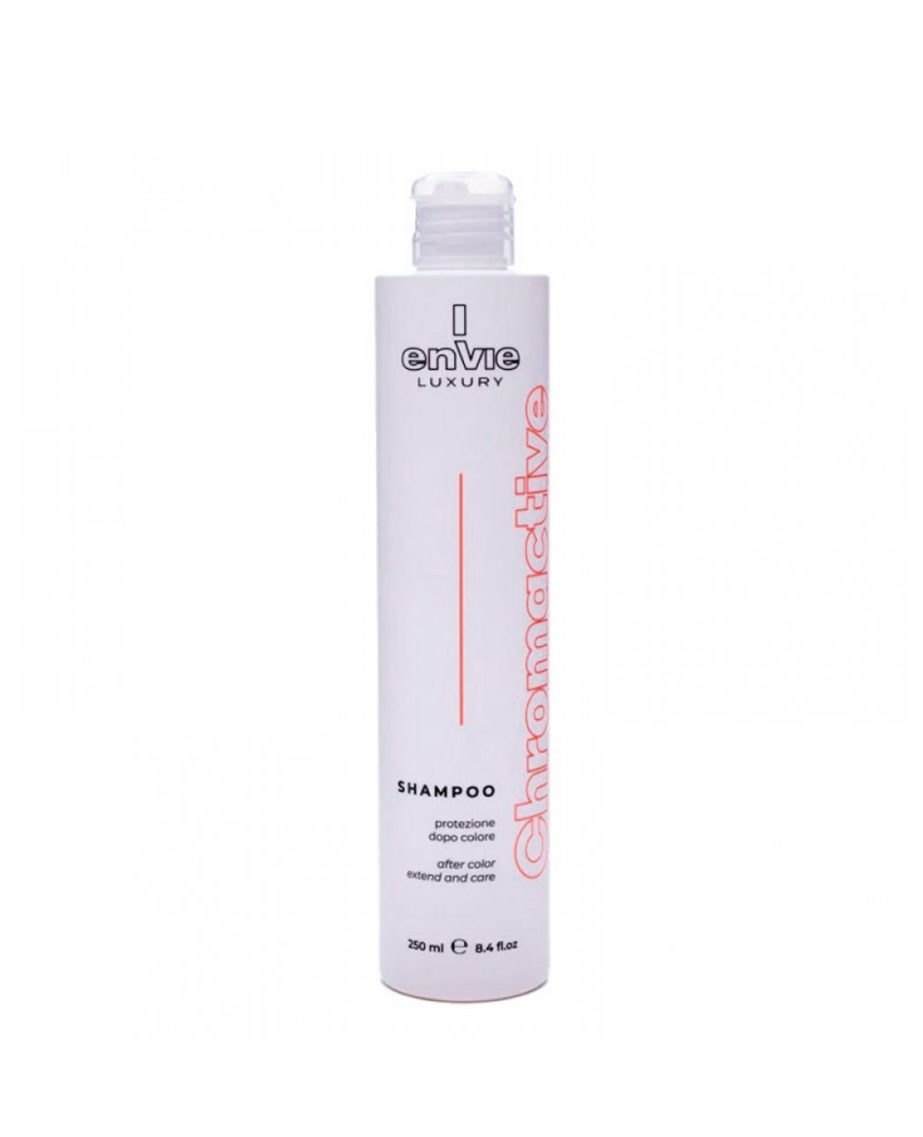 envie
LUXURY
Chromactive
SHAMPOO
protezione
dopo colore
after color
extend and care
250 ml ℮ 8.4 fl.oz